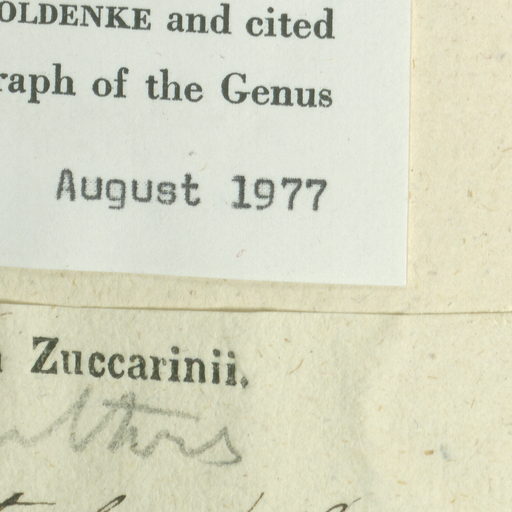 OLDENKE and cited
raph of the Genus
August 1977
Zuccarinii.